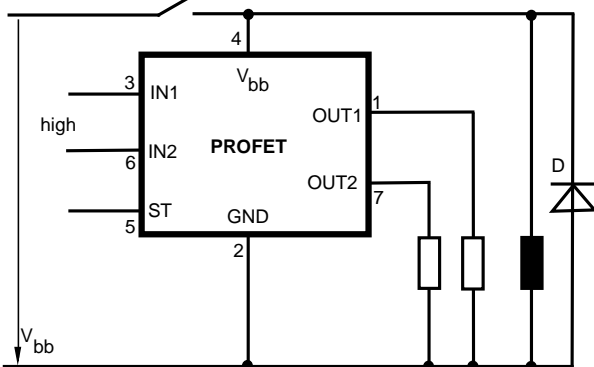 4
V bb
3 IN1
OUT1 1
high
PROFET
6 IN2
OUT2 7
D
5 ST
GND
2
V bb